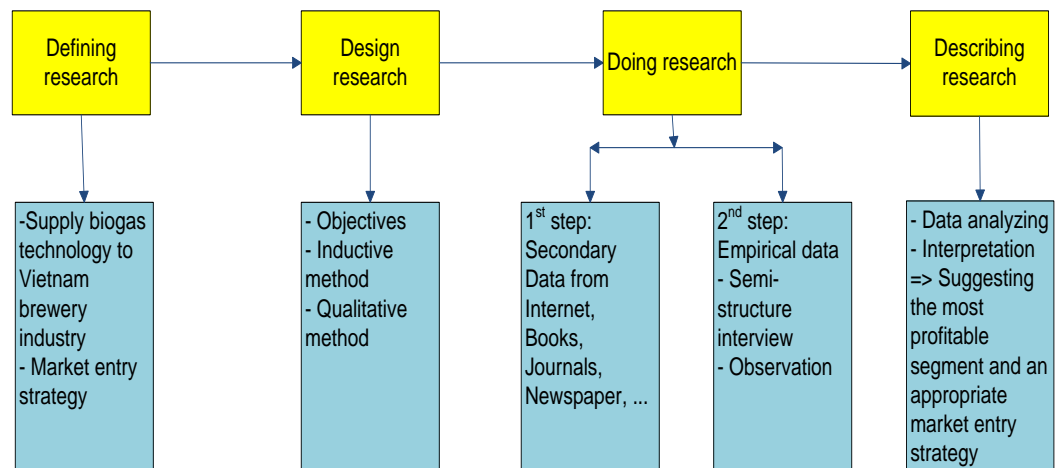 Defining
research
Design
research
Doing research
Describing
research
-Supply biogas
technology to
Vietnam
brewery
industry
- Market entry
strategy
- Objectives
- Inductive
method
- Qualitative
method
1st step:
Secondary
Data from
Internet,
Books,
Journals,
Newspaper, ...
2nd step:
Empirical data
- Semi-
structure
interview
- Observation
- Data analyzing
- Interpretation
=> Suggesting
the most
profitable
segment and an
appropriate
market entry
strategy